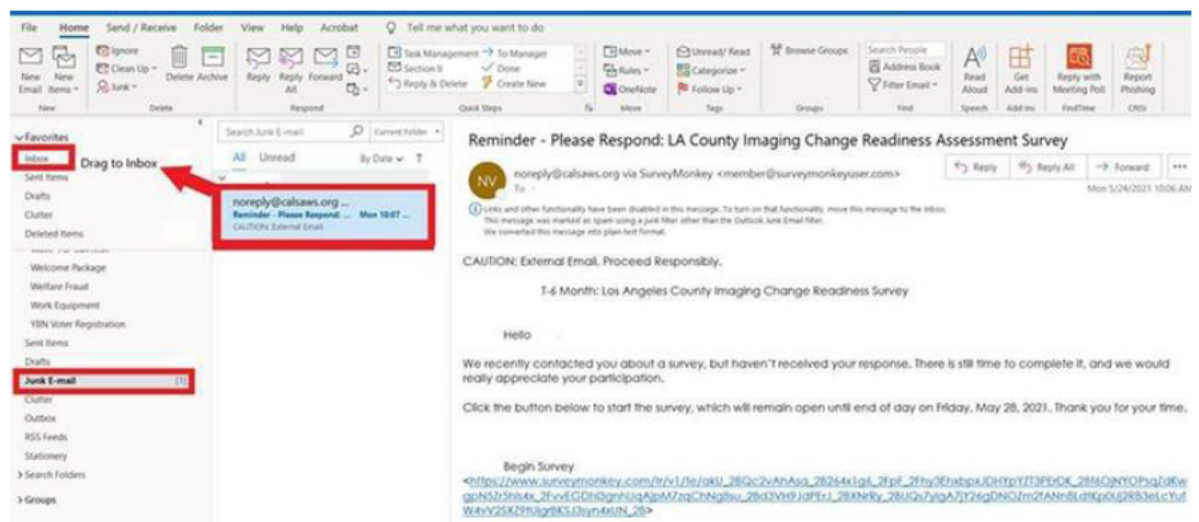 File Home Send / Receive Folder View Help Acrobat Tell me what you want to do
Ignore
Clean Up
Junk
New Email
New Items
Delete Archive
Reply Reply All Forward
Task Management To Manager
Section It Done
Reply & Delete Create New
Move
Rules
OneNote
Unread/ Read
Categorize
Follow Up
Browse Groups
Search People
Address Book
Filter Email
Read Aloud
Get Add-ins
Reply with Meeting Poll
Report Phishing
New Delete Respond Quick Steps Move Tags Groups Find Speech Add-ins FindTime
Favorites
Inbox
Drag to Inbox
Sent Items
Drafts
Clutter
Deleted Items
Welcome Package
Welfare Fraud
Work Equipment
YBN Voter Registration
Sent Items
Drafts
Junk E-mail (1)
Clutter
Outbox
RSS Feeds
Stationery
Search Folders
Groups
Search Junk E-mail Current Folder
All Unread By Date
noreply@calsaws.org ...
Reminder - Please Respond: ... Mon 10:07 ...
CAUTION: External Email.
Reminder - Please Respond: LA County Imaging Change Readiness Assessment Survey
NV
noreply@calsaws.org via SurveyMonkey <member@surveymonkeyuser.com>
To
Reply Reply All Forward ...
Mon 5/24/2021 10:06 AM
Links and other functionality have been disabled in this message. To turn on that functionality, move this message to the Inbox.
This message was marked as spam using a junk filter other than the Outlook Junk Email filter.
We converted this message into plain text format.
CAUTION: External Email. Proceed Responsibly.
T-6 Month: Los Angeles County Imaging Change Readiness Survey
Hello
We recently contacted you about a survey, but haven't received your response. There is still time to complete it, and we would
really appreciate your participation.
Click the button below to start the survey, which will remain open until end of day on Friday, May 28, 2021. Thank you for your time.
Begin Survey